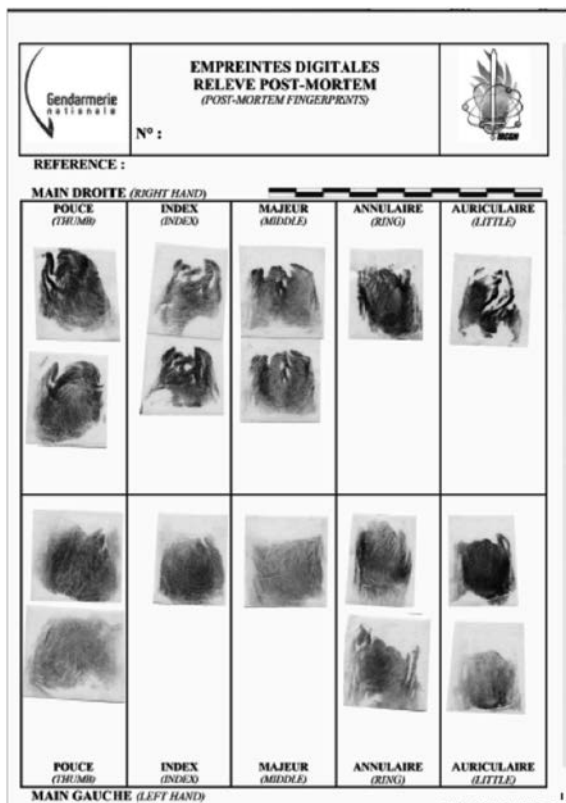 Gendarmerie
nationale
EMPREINTES DIGITALES
RELEVE POST-MORTEM
(POST-MORTEM FINGERPRINTS)
N° :
IRCGN
REFERENCE :
MAIN DROITE (RIGHT HAND)
POUCE INDEX MAJEUR ANNULAIRE AURICULAIRE
(THUMB) (INDEX) (MIDDLE) (RING) (LITTLE)
POUCE INDEX MAJEUR ANNULAIRE AURICULAIRE
(THUMB) (INDEX) (MIDDLE) (RING) (LITTLE)
MAIN GAUCHE (LEFT HAND)
1